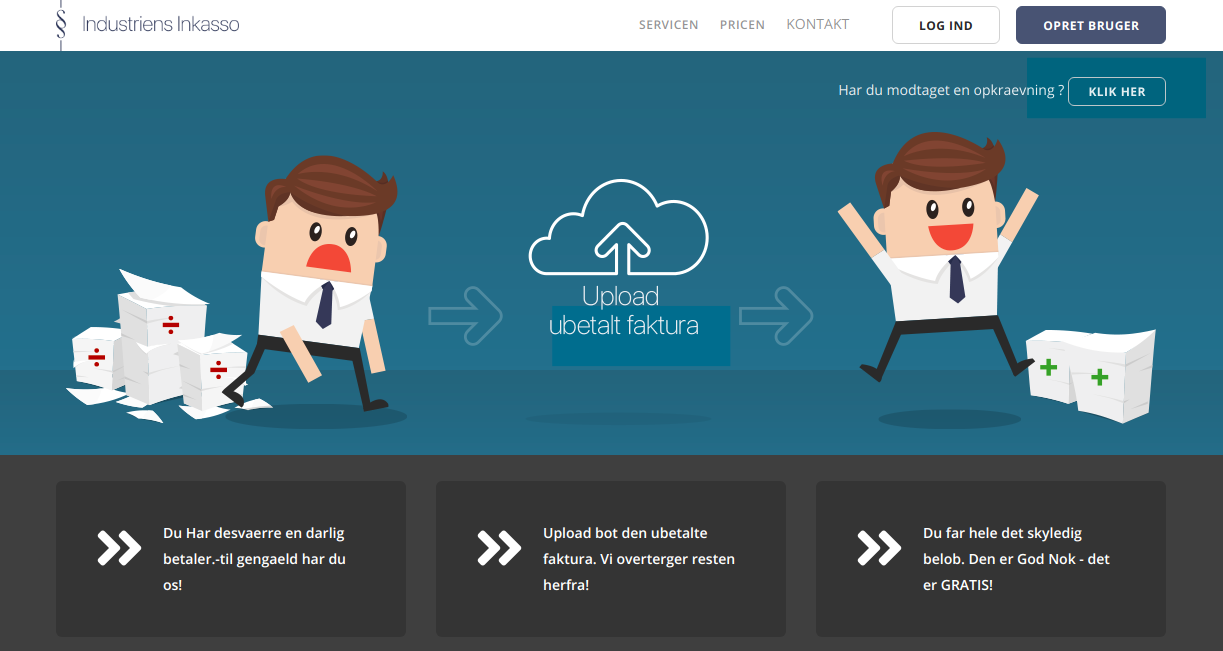 § Industriens Inkasso
SERVICEN PRICEN KONTAKT LOG IND OPRET BRUGER
Har du modtaget en opkraevning ? KLIK HER
Upload
ubetalt faktura
÷
÷
÷
+
+
Du Har desvaerre en darlig
betaler.-til gengaeld har du
os!
Upload bot den ubetalte
faktura. Vi overterger resten
herfra!
Du far hele det skyledig
belob. Den er God Nok - det
er GRATIS!